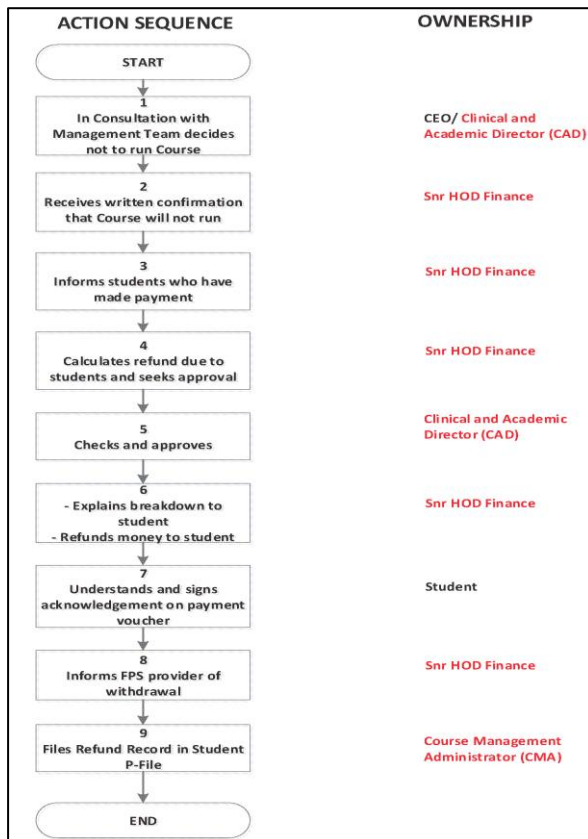 ACTION SEQUENCE
OWNERSHIP
START
1
In Consultation with
Management Team decides
not to run Course
CEO/ Clinical and
Academic Director (CAD)
2
Receives written confirmation
that Course will not run
Snr HOD Finance
3
Informs students who have
made payment
Snr HOD Finance
4
Calculates refund due to
students and seeks approval
Snr HOD Finance
5
Checks and approves
Clinical and Academic
Director (CAD)
6
- Explains breakdown to
student
- Refunds money to student
Snr HOD Finance
7
Understands and signs
acknowledgement on payment
voucher
Student
8
Informs FPS provider of
withdrawal
Snr HOD Finance
9
Files Refund Record in Student
P-File
Course Management
Administrator (CMA)
END